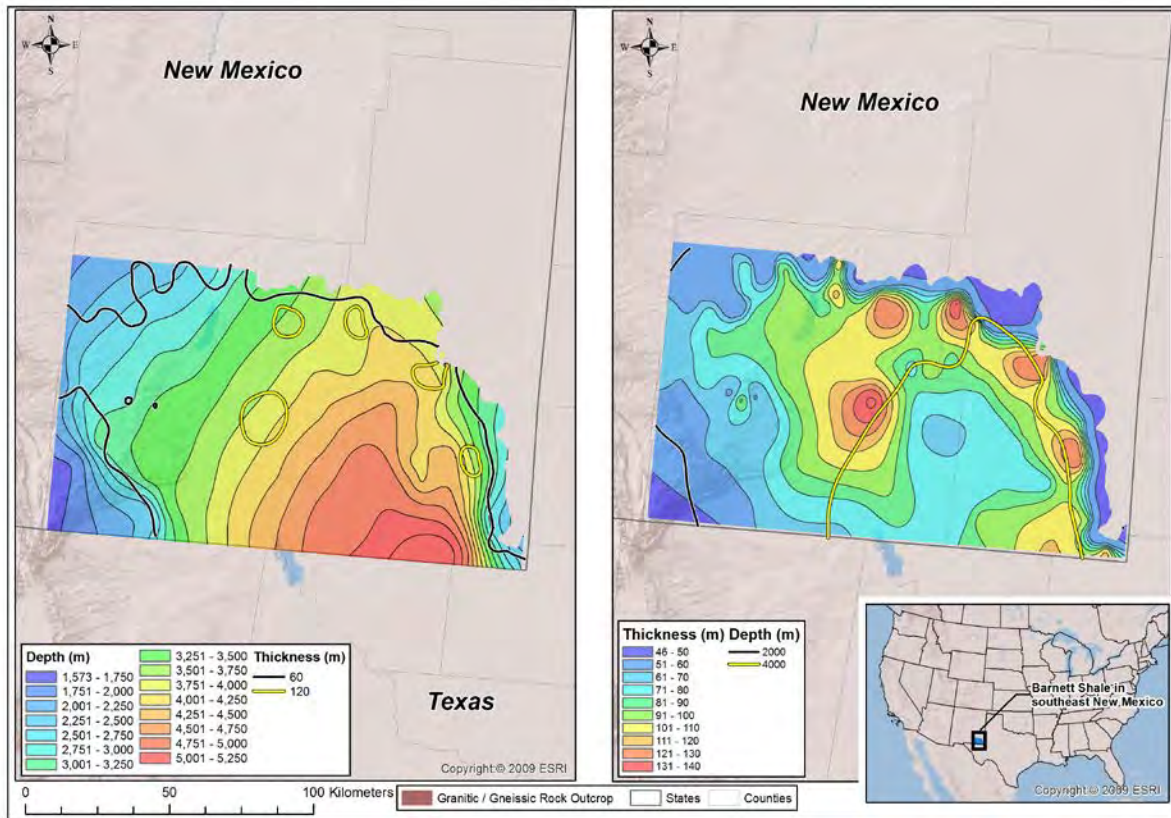 N
W E
S
New Mexico
Depth (m)
1,573 - 1,750
1,751 - 2,000
2,001 - 2,250
2,251 - 2,500
2,501 - 2,750
2,751 - 3,000
3,001 - 3,250
3,251 - 3,500
3,501 - 3,750
3,751 - 4,000
4,001 - 4,250
4,251 - 4,500
4,501 - 4,750
4,751 - 5,000
5,001 - 5,250
Thickness (m)
60
120
Texas
Copyright © 2009 ESRI
N
W E
S
New Mexico
Thickness (m)
46 - 50
51 - 60
61 - 70
71 - 80
81 - 90
91 - 100
101 - 110
111 - 120
121 - 130
131 - 140
Depth (m)
2000
4000
Barnett Shale in
southeast New Mexico
Copyright © 2009 ESRI
0 50 100 Kilometers
Granitic / Gneissic Rock Outcrop States Counties